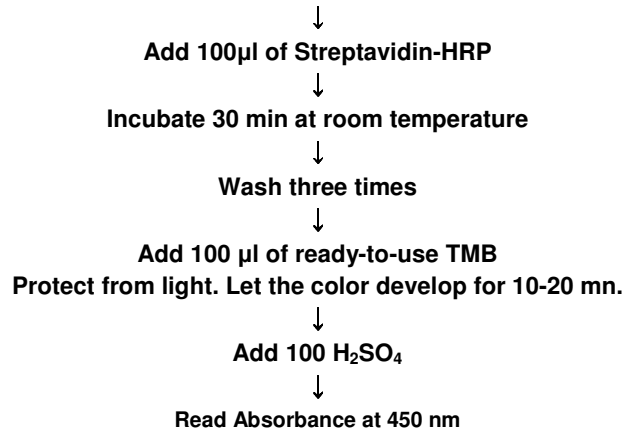 ↓
Add 100µl of Streptavidin-HRP
↓
Incubate 30 min at room temperature
↓
Wash three times
↓
Add 100 µl of ready-to-use TMB
Protect from light. Let the color develop for 10-20 mn.
↓
Add 100 H₂SO₄
↓
Read Absorbance at 450 nm